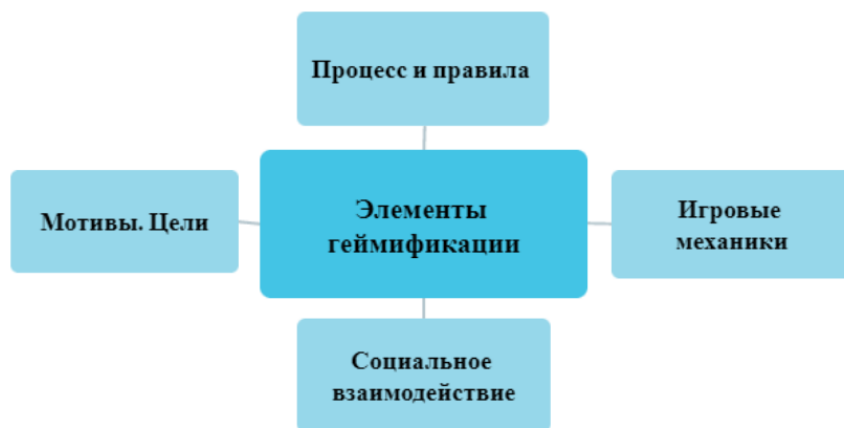 Процесс и правила
Мотивы. Цели
Элементы
геймификации
Игровые
механики
Социальное
взаимодействие